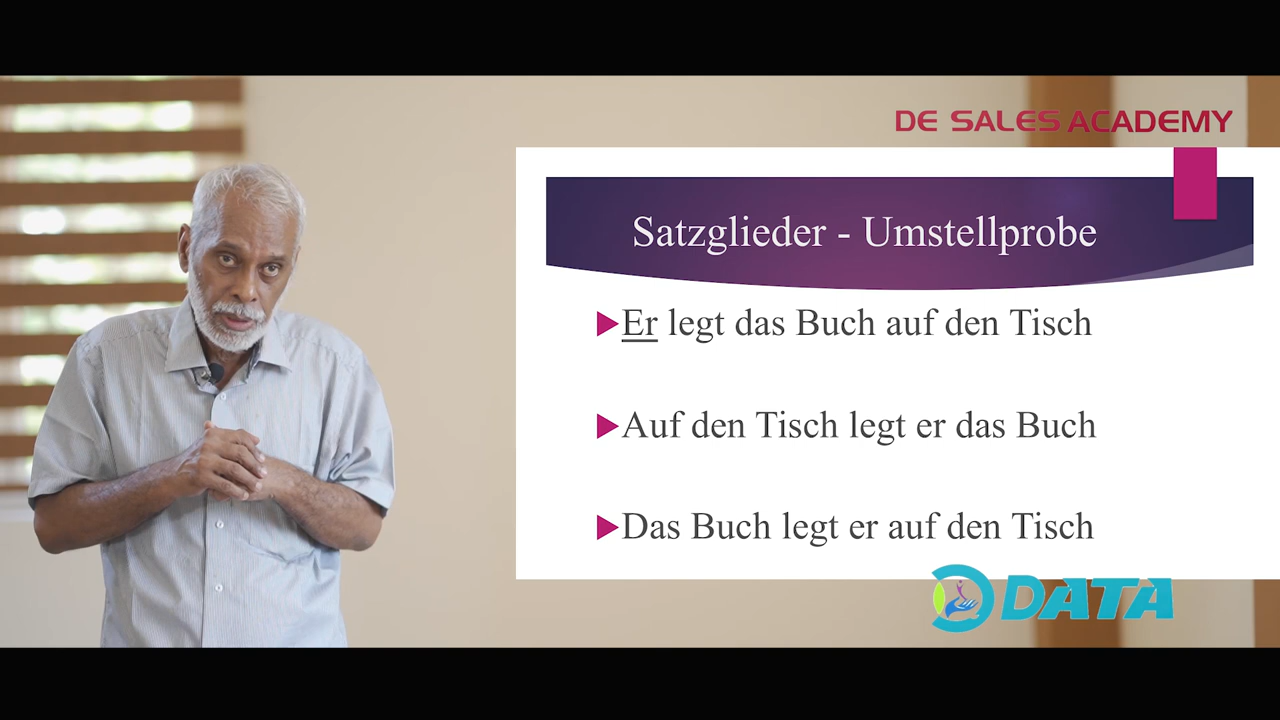 DE SALES ACADEMY
Satzglieder - Umstellprobe
Er legt das Buch auf den Tisch
Auf den Tisch legt er das Buch
Das Buch legt er auf den Tisch
DATA